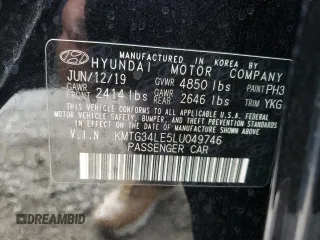 MANUFACTURED IN KOREA BY
HYUNDAI MOTOR COMPANY
JUN/12/19 GVWR 4850 lbs PAINT PH3
GAWR FRONT 2414 lbs GAWR REAR 2646 lbs TRIM YKG
THIS VEHICLE CONFORMS TO ALL APPLICABLE
FEDERAL MOTOR VEHICLE SAFETY, BUMPER, AND
THEFT PREVENTION STANDARDS IN EFFECT ON
THE DATE OF MANUFACTURE SHOWN ABOVE.
V.I.N. KMTG34LE5LU049746
PASSENGER CAR
DREAMBID